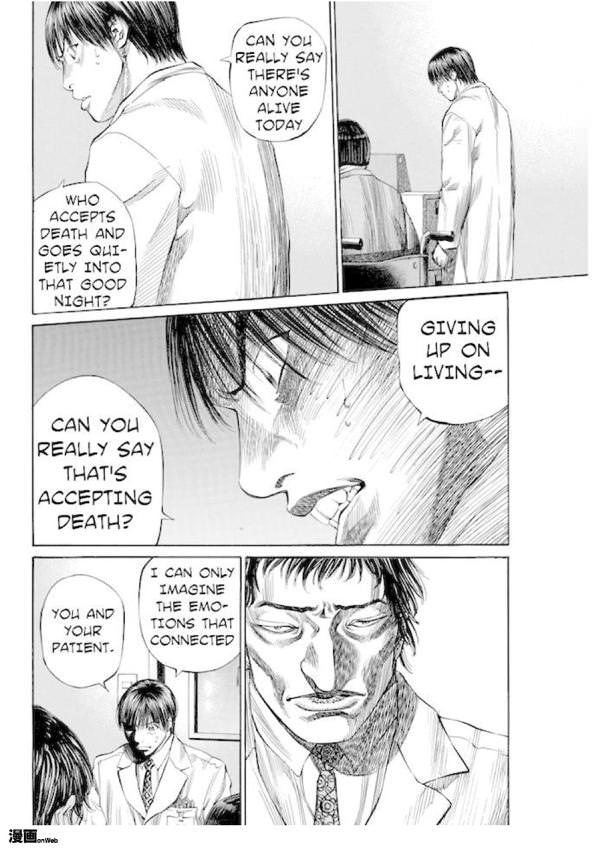 CAN YOU
REALLY SAY
THERE'S
ANYONE
ALIVE
TODAY
WHO
ACCEPTS
DEATH AND
GOES QUI-
ETLY INTO
THAT GOOD
NIGHT?
GIVING
UP ON
LIVING--
CAN YOU
REALLY SAY
THAT'S
ACCEPTING
DEATH?
I CAN ONLY
IMAGINE
THE EMO-
TIONS THAT
CONNECTED
YOU AND
YOUR
PATIENT.
漫画onWeb